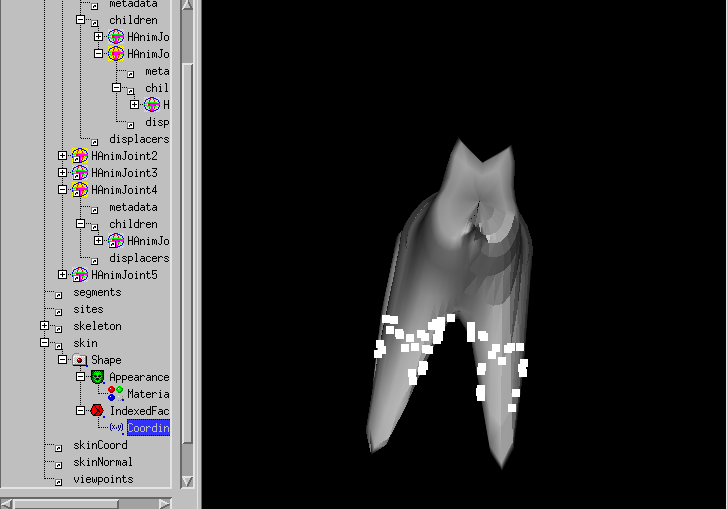 metadata
children
HAnimJo
HAnimJo
meta
chil
H
disp
displacers
HAnimJoint2
HAnimJoint3
HAnimJoint4
metadata
children
HAnimJo
displacers
HAnimJoint5
segments
sites
skeleton
skin
Shape
Appearance
Materia
IndexedFac
(x,y) Coordin
skinCoord
skinNormal
viewpoints